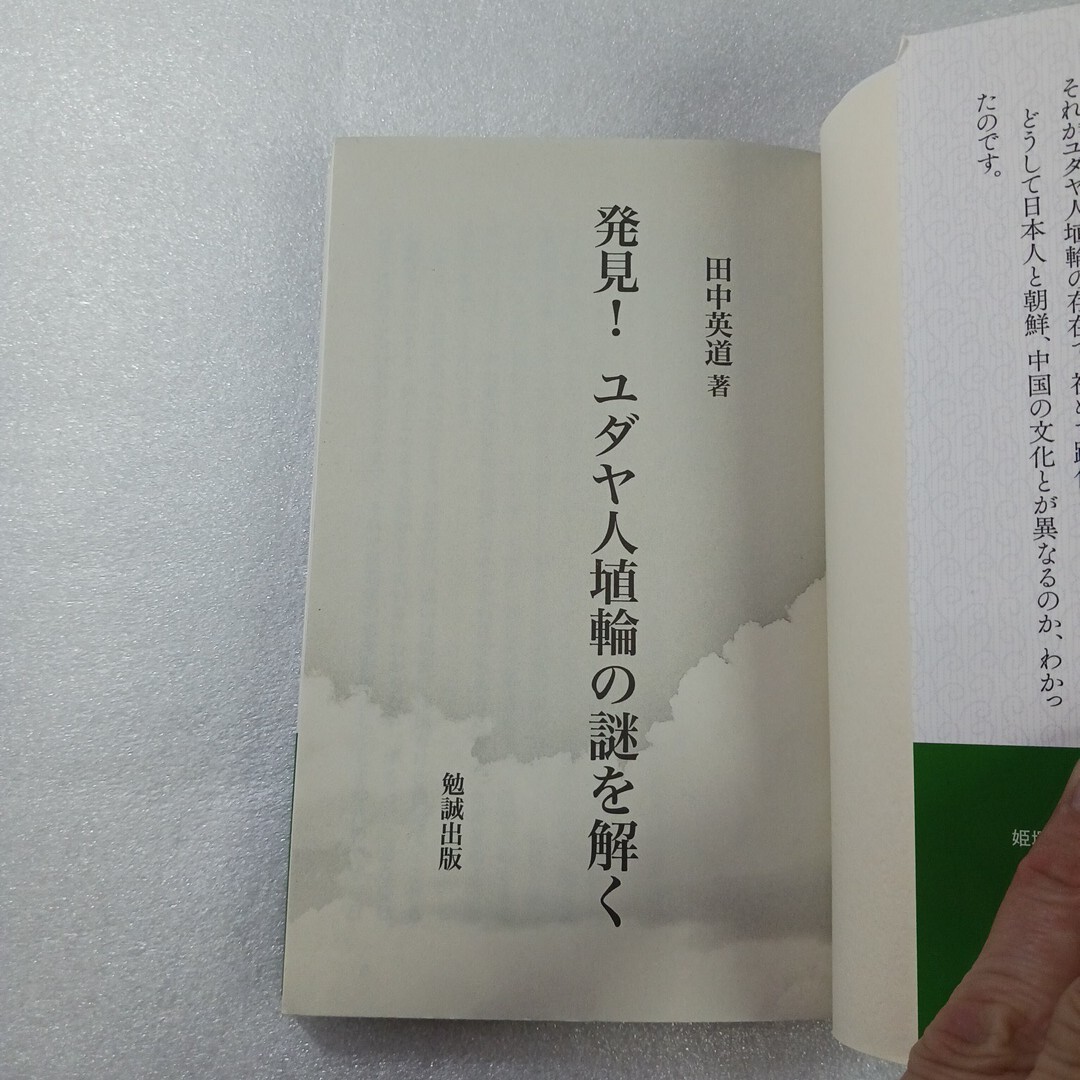 それがユダヤ人埴輪の存在で
どうして日本人と朝鮮、中国の文化とが異なるのか、わかっ
たのです。
姫塚
田中英道 著
発見! ユダヤ人埴輪の謎を解く
勉誠出版